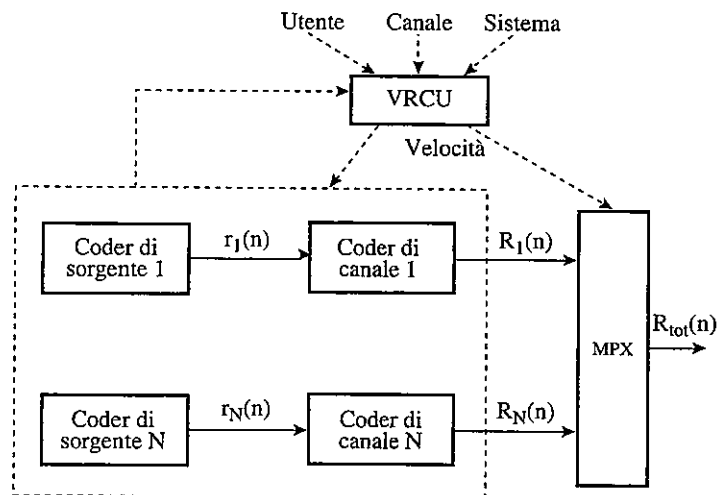 Utente Canale Sistema
VRCU
Velocità
Coder di
sorgente 1
r1(n)
Coder di
canale 1
R1(n)
MPX
Rtot(n)
Coder di
sorgente N
rN(n)
Coder di
canale N
RN(n)